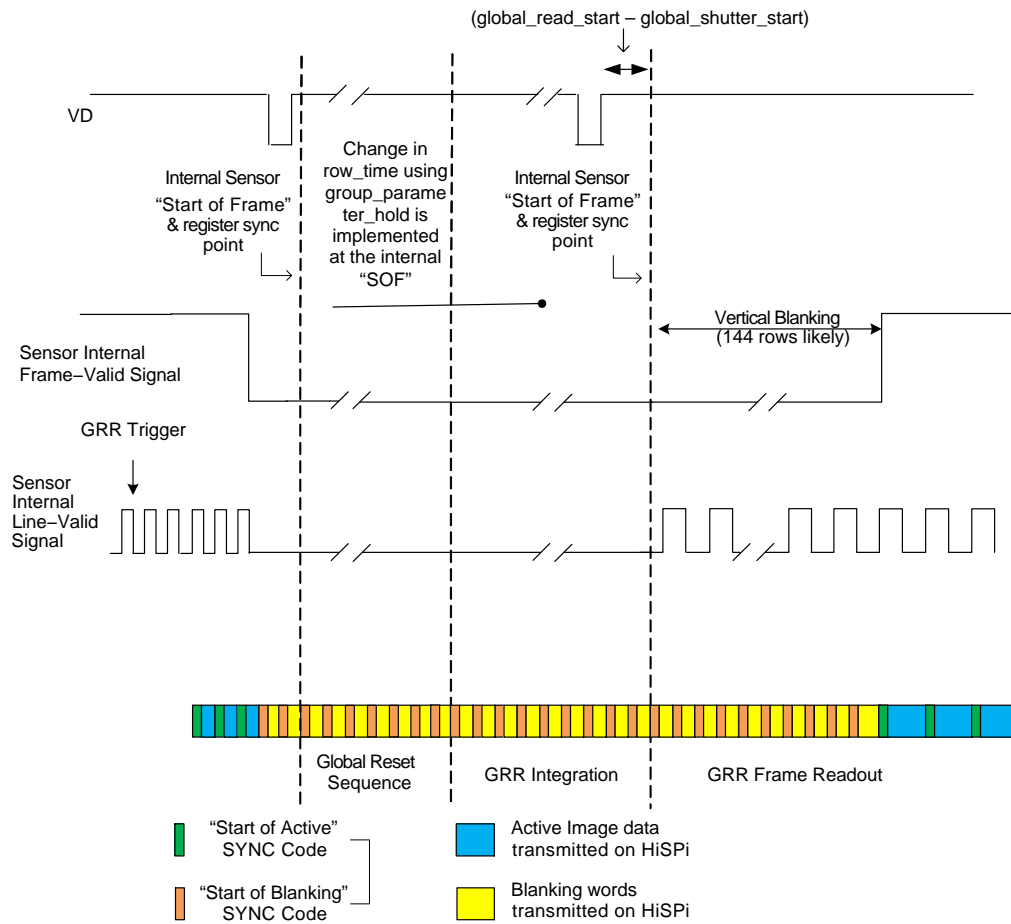 (global_read_start – global_shutter_start)
VD
Internal Sensor
“Start of Frame”
& register sync
point
Change in
row_time using
group_parame
ter_hold is
implemented
at the internal
“SOF”
Internal Sensor
“Start of Frame”
& register sync
point
Vertical Blanking
(144 rows likely)
Sensor Internal
Frame−Valid Signal
GRR Trigger
Sensor
Internal
Line−Valid
Signal
Global Reset
Sequence
GRR Integration
GRR Frame Readout
“Start of Active”
SYNC Code
Active Image data
transmitted on HiSPi
“Start of Blanking”
SYNC Code
Blanking words
transmitted on HiSPi